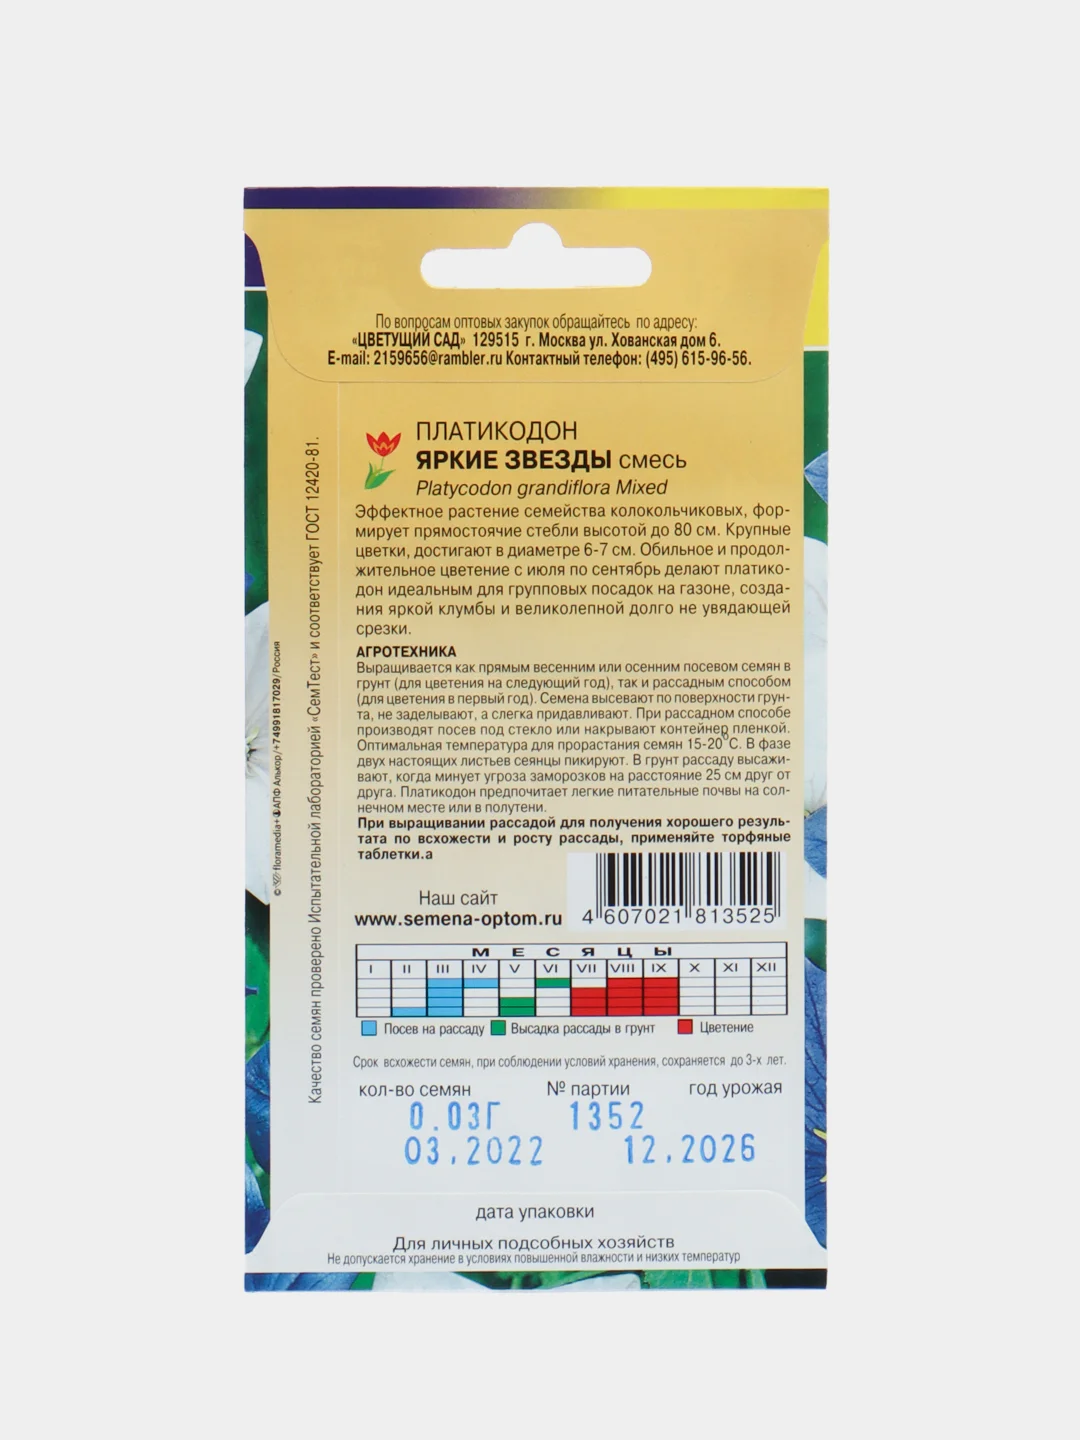 По вопросам оптовых закупок обращайтесь по адресу:
«ЦВЕТУЩИЙ САД» 129515 г. Москва ул. Хованская дом 6.
E-mail: 2159656@rambler.ru Контактный телефон: (495) 615-96-56.
ПЛАТИКОДОН
ЯРКИЕ ЗВЕЗДЫ смесь
Platycodon grandiflora Mixed
Эффектное растение семейства колокольчиковых, фор-
мирует прямостоячие стебли высотой до 80 см. Крупные
цветки, достигают в диаметре 6-7 см. Обильное и продол-
жительное цветение с июля по сентябрь делают платико-
дон идеальным для групповых посадок на газоне, созда-
ния яркой клумбы и великолепной долго не увядающей
срезки.
АГРОТЕХНИКА
Выращивается как прямым весенним или осенним посевом семян в
грунт (для цветения на следующий год), так и рассадным способом
(для цветения в первый год). Семена высевают по поверхности грун-
та, не заделывают, а слегка придавливают. При рассадном способе
производят посев под стекло или накрывают контейнер пленкой.
Оптимальная температура для прорастания семян 15-20°С. В фазе
двух настоящих листьев сеянцы пикируют. В грунт рассаду высажи-
вают, когда минует угроза заморозков на расстояние 25 см друг от
друга. Платикодон предпочитает легкие питательные почвы на сол-
нечном месте или в полутени.
При выращивании рассадой для получения хорошего резуль-
тата по всхожести и росту рассады, применяйте торфяные
таблетки.а
Наш сайт
www.semena-optom.ru
4 607021 813525
МЕСЯЦЫ
I II III IV V VI VII VIII IX X XI XII
Посев на рассаду Высадка рассады в грунт Цветение
Срок всхожести семян, при соблюдении условий хранения, сохраняется до 3-х лет.
кол-во семян № партии год урожая
0.03Г 1352
03.2022 12.2026
дата упаковки
Для личных подсобных хозяйств
Не допускается хранение в условиях повышенной влажности и низких температур
Качество семян проверено Испытательной лабораторией «СемТест» и соответствует ГОСТ 12420-81.
© floramedia+ АПФ Алькор/+74991817029/Россия